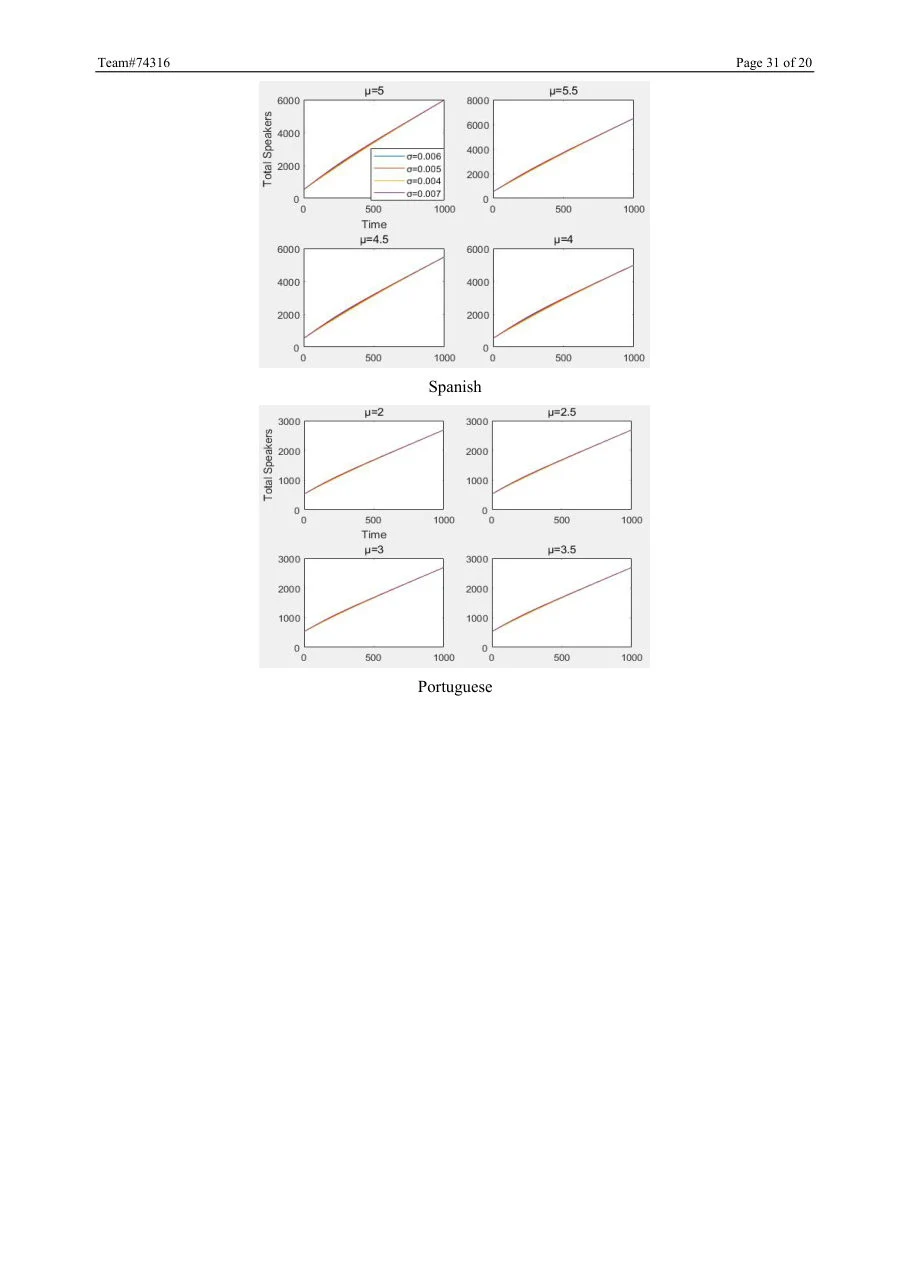 Team#74316 Page 31 of 20
μ=5 μ=5.5
6000 8000
Total Speakers
4000 6000
4000
2000 2000
σ=0.006
σ=0.005
σ=0.004
σ=0.007
0 0
0 500 1000 0 500 1000
Time
μ=4.5 μ=4
6000 6000
4000 4000
2000 2000
0 0
0 500 1000 0 500 1000
Spanish
μ=2 μ=2.5
3000 3000
Total Speakers
2000 2000
1000 1000
0 0
0 500 1000 0 500 1000
Time
μ=3 μ=3.5
3000 3000
2000 2000
1000 1000
0 0
0 500 1000 0 500 1000
Portuguese